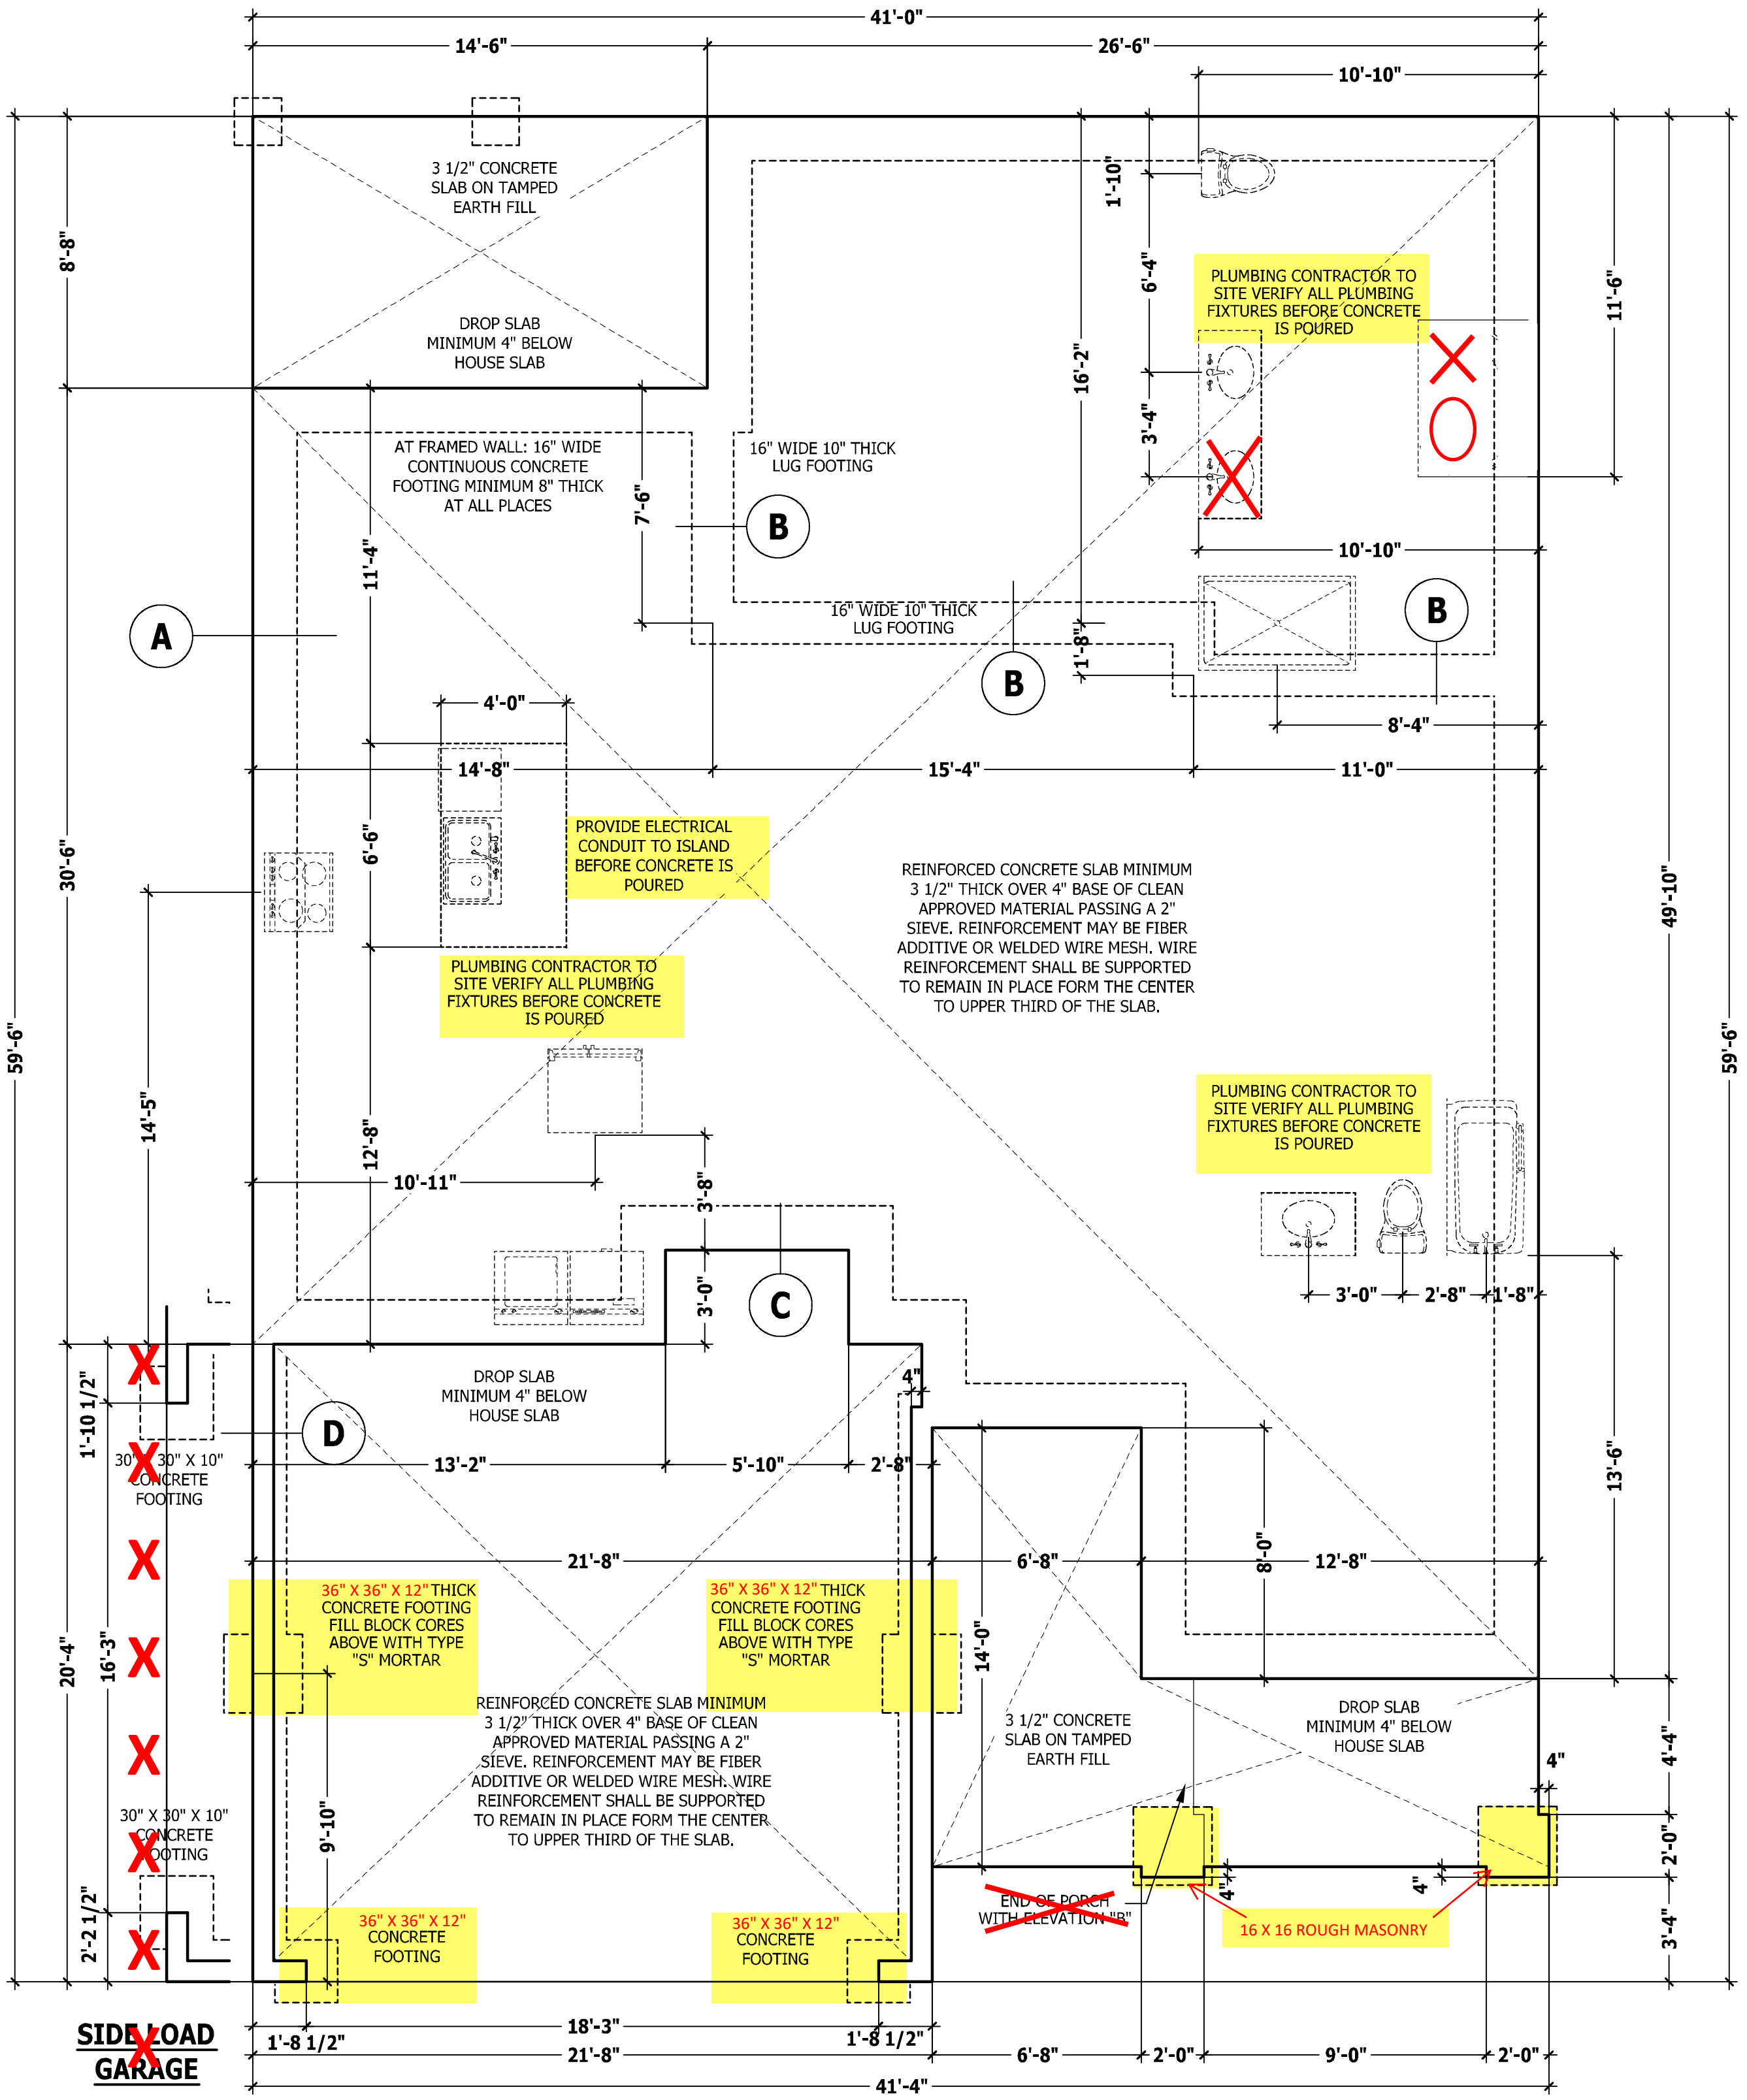 41'-0"
14'-6"
26'-6"
10'-10"
3 1/2" CONCRETE
SLAB ON TAMPED
EARTH FILL
1'-10"
8'-8"
6'-4"
PLUMBING CONTRACTOR TO
SITE VERIFY ALL PLUMBING
FIXTURES BEFORE CONCRETE
IS POURED
11'-6"
DROP SLAB
MINIMUM 4" BELOW
HOUSE SLAB
16'-2"
3'-4"
AT FRAMED WALL: 16" WIDE
CONTINUOUS CONCRETE
FOOTING MINIMUM 8" THICK
AT ALL PLACES
16" WIDE 10" THICK
LUG FOOTING
7'-6"
B
11'-4"
10'-10"
A
16" WIDE 10" THICK
LUG FOOTING
B
1'-8"
B
4'-0"
8'-4"
14'-8"
15'-4"
11'-0"
30'-6"
6'-6"
PROVIDE ELECTRICAL
CONDUIT TO ISLAND
BEFORE CONCRETE IS
POURED
REINFORCED CONCRETE SLAB MINIMUM
3 1/2" THICK OVER 4" BASE OF CLEAN
APPROVED MATERIAL PASSING A 2"
SIEVE. REINFORCEMENT MAY BE FIBER
ADDITIVE OR WELDED WIRE MESH. WIRE
REINFORCEMENT SHALL BE SUPPORTED
TO REMAIN IN PLACE FORM THE CENTER
TO UPPER THIRD OF THE SLAB.
49'-10"
PLUMBING CONTRACTOR TO
SITE VERIFY ALL PLUMBING
FIXTURES BEFORE CONCRETE
IS POURED
59'-6"
59'-6"
14'-5"
12'-8"
PLUMBING CONTRACTOR TO
SITE VERIFY ALL PLUMBING
FIXTURES BEFORE CONCRETE
IS POURED
10'-11"
3'-8"
3'-0"
C
3'-0"
2'-8"
1'-8"
X
DROP SLAB
MINIMUM 4" BELOW
HOUSE SLAB
4"
1'-10 1/2"
D
X
30" X 30" X 10"
CONCRETE
FOOTING
13'-2"
5'-10"
2'-8"
13'-6"
X
21'-8"
6'-8"
8'-0"
12'-8"
36" X 36" X 12" THICK
CONCRETE FOOTING
FILL BLOCK CORES
ABOVE WITH TYPE
"S" MORTAR
36" X 36" X 12" THICK
CONCRETE FOOTING
FILL BLOCK CORES
ABOVE WITH TYPE
"S" MORTAR
20'-4"
16'-3"
X
14'-0"
REINFORCED CONCRETE SLAB MINIMUM
3 1/2" THICK OVER 4" BASE OF CLEAN
APPROVED MATERIAL PASSING A 2"
SIEVE. REINFORCEMENT MAY BE FIBER
ADDITIVE OR WELDED WIRE MESH. WIRE
REINFORCEMENT SHALL BE SUPPORTED
TO REMAIN IN PLACE FORM THE CENTER
TO UPPER THIRD OF THE SLAB.
3 1/2" CONCRETE
SLAB ON TAMPED
EARTH FILL
DROP SLAB
MINIMUM 4" BELOW
HOUSE SLAB
4'-4"
4"
X
30" X 30" X 10"
CONCRETE
FOOTING
X
9'-10"
2'-0"
4"
4"
END OF PORCH
WITH ELEVATION "B"
16 X 16 ROUGH MASONRY
3'-4"
2'-2 1/2"
X
36" X 36" X 12"
CONCRETE
FOOTING
36" X 36" X 12"
CONCRETE
FOOTING
SIDE LOAD
GARAGE
X
1'-8 1/2"
18'-3"
1'-8 1/2"
21'-8"
6'-8"
2'-0"
9'-0"
2'-0"
41'-4"